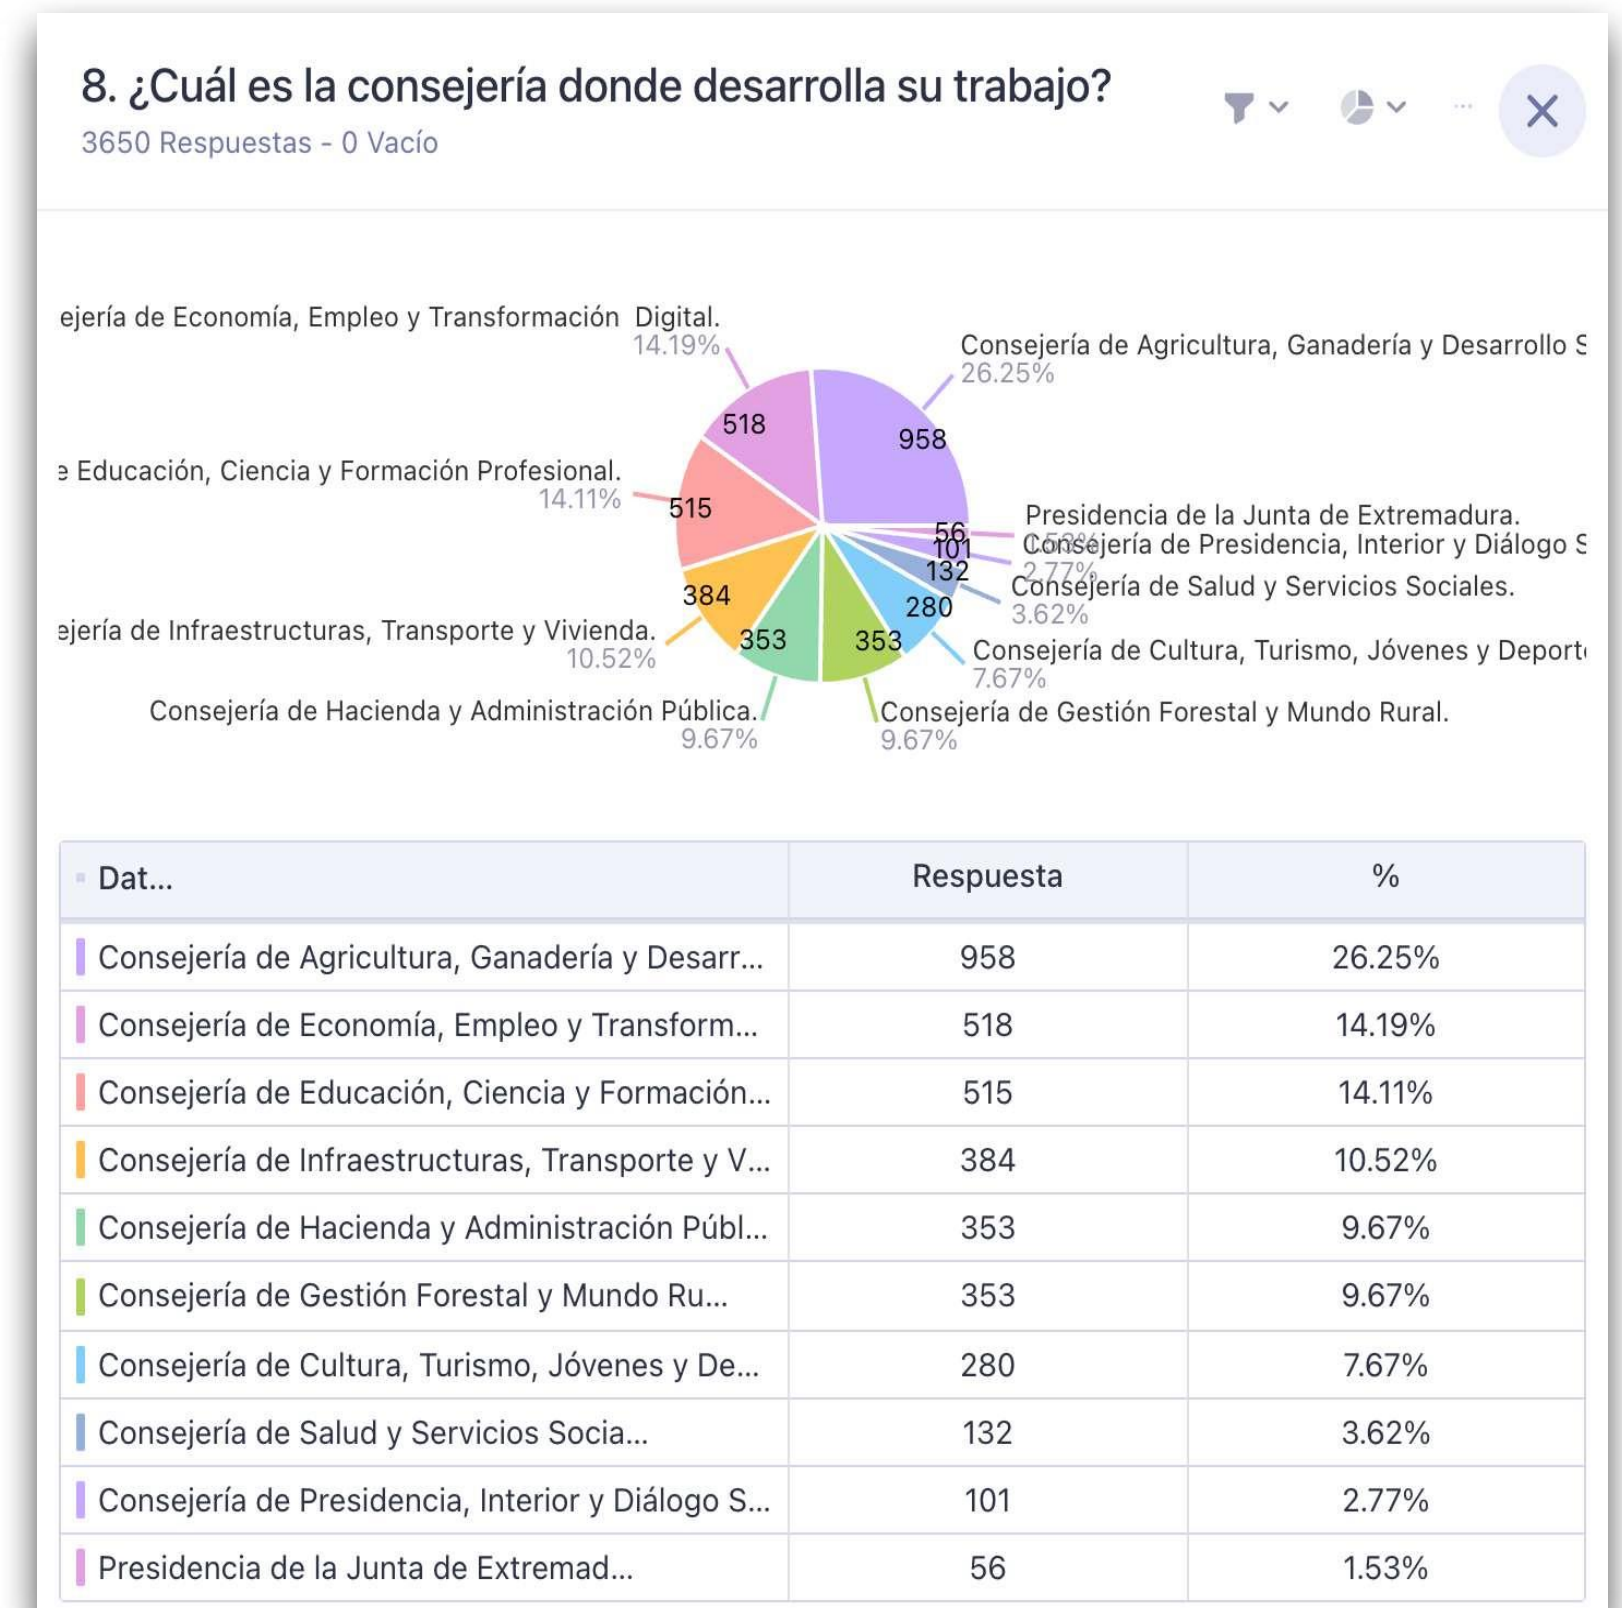 8. ¿Cuál es la consejería donde desarrolla su trabajo?
3650 Respuestas - 0 Vacío
ejería de Economía, Empleo y Transformación Digital.
14.19%
Consejería de Agricultura, Ganadería y Desarrollo S
26.25%
518
958
e Educación, Ciencia y Formación Profesional.
14.11%
515
Presidencia de la Junta de Extremadura.
1.53%
56
Consejería de Presidencia, Interior y Diálogo S
2.77%
101
Consejería de Salud y Servicios Sociales.
3.62%
132
384
280
ejería de Infraestructuras, Transporte y Vivienda.
10.52%
353
353
Consejería de Cultura, Turismo, Jóvenes y Deport
7.67%
Consejería de Hacienda y Administración Pública.
9.67%
Consejería de Gestión Forestal y Mundo Rural.
9.67%
Dat... Respuesta %
Consejería de Agricultura, Ganadería y Desarr... 958 26.25%
Consejería de Economía, Empleo y Transform... 518 14.19%
Consejería de Educación, Ciencia y Formación... 515 14.11%
Consejería de Infraestructuras, Transporte y V... 384 10.52%
Consejería de Hacienda y Administración Públ... 353 9.67%
Consejería de Gestión Forestal y Mundo Ru... 353 9.67%
Consejería de Cultura, Turismo, Jóvenes y De... 280 7.67%
Consejería de Salud y Servicios Socia... 132 3.62%
Consejería de Presidencia, Interior y Diálogo S... 101 2.77%
Presidencia de la Junta de Extremad... 56 1.53%